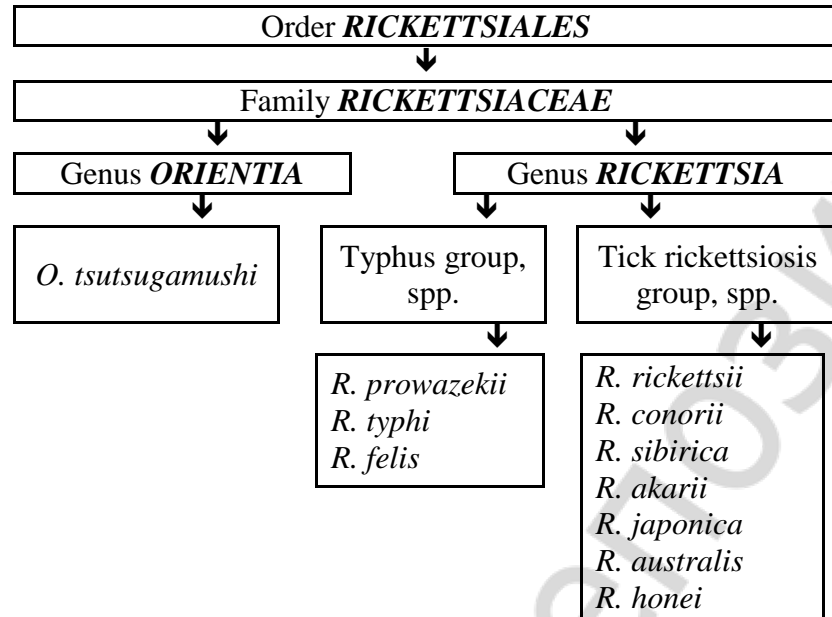 Order RICKETTSIALES
Family RICKETTSIACEAE
Genus ORIENTIA
Genus RICKETTSIA
O. tsutsugamushi
Typhus group,
spp.
Tick rickettsiosis
group, spp.
R. prowazekii
R. typhi
R. felis
R. rickettsii
R. conorii
R. sibirica
R. akarii
R. japonica
R. australis
R. honei